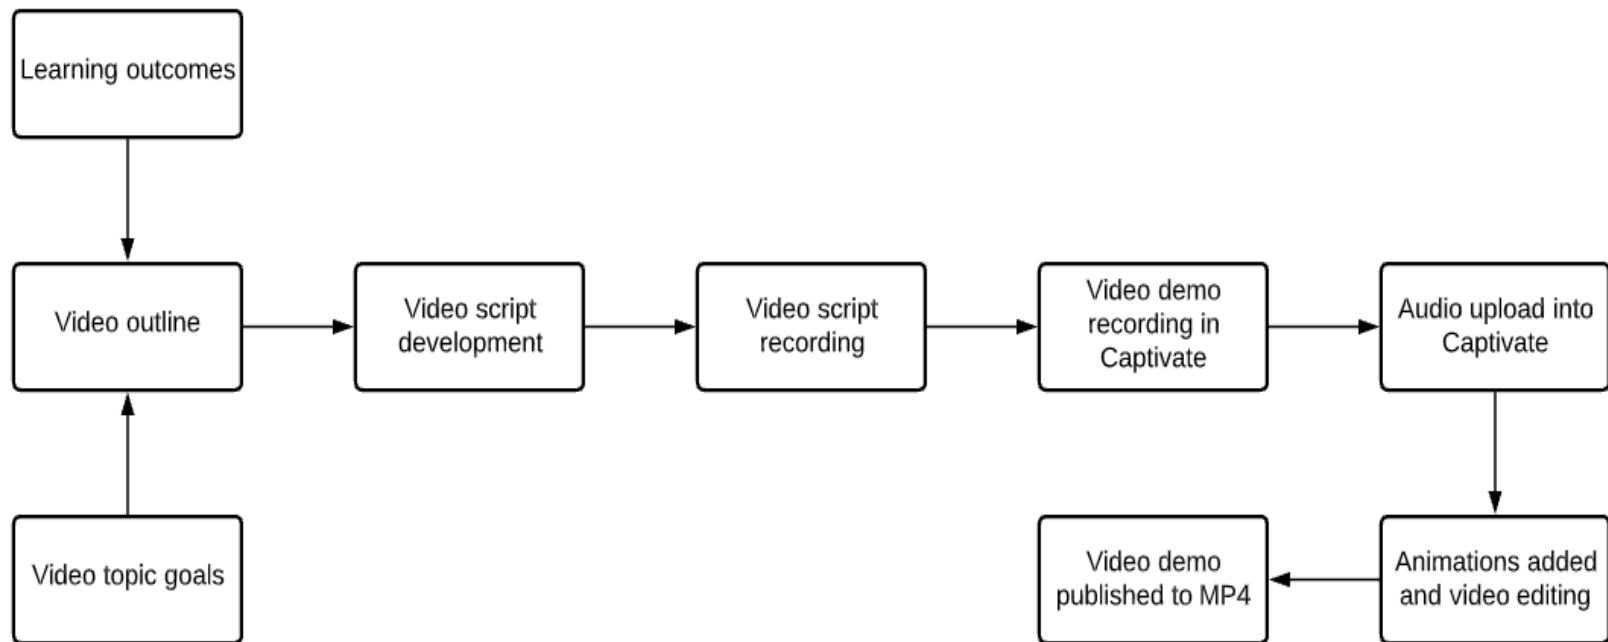 Learning outcomes
Video outline
Video script
development
Video script
recording
Video demo
recording in
Captivate
Audio upload into
Captivate
Video topic goals
Video demo
published to MP4
Animations added
and video editing